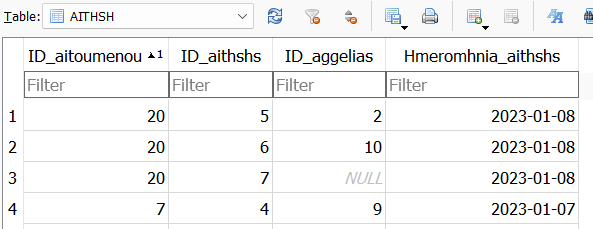 Table: AITHSH
ID_aitoumenou 1 ID_aithshs ID_aggelias Hmeromhnia_aithshs
Filter Filter Filter Filter
1 20 5 2 2023-01-08
2 20 6 10 2023-01-08
3 20 7 NULL 2023-01-08
4 7 4 9 2023-01-07